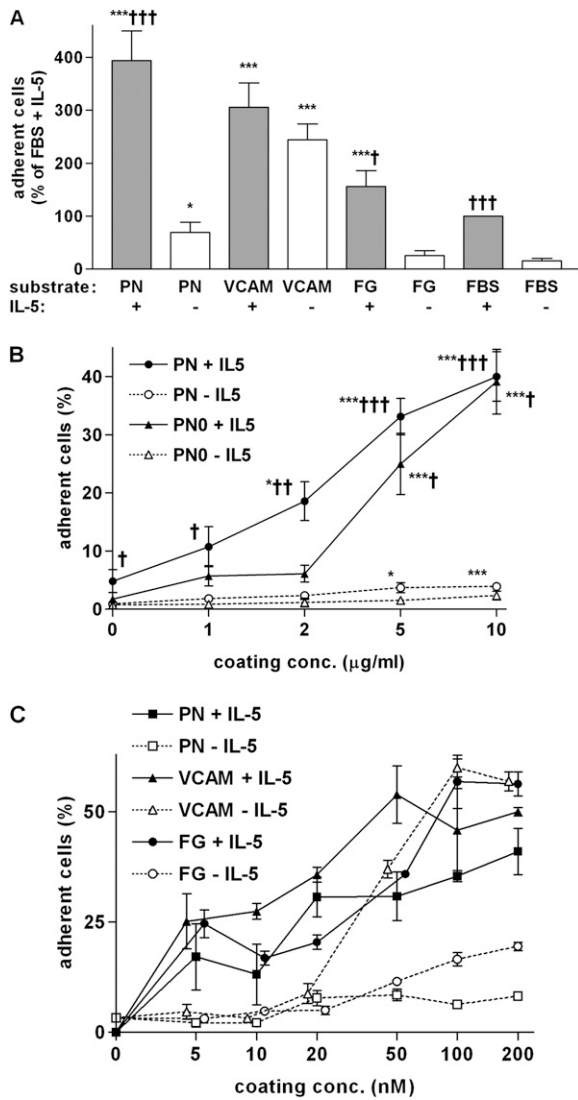 A
***†††
***
***
***†
†††
*
adherent cells
(% of FBS + IL-5)
400
300
200
100
0
substrate: PN PN VCAM VCAM FG FG FBS FBS
IL-5: + - + - + - + -
B
PN + IL5
PN - IL5
PN0 + IL5
PN0 - IL5
***†††
***†
***†††
*††
***†
†
†
*
***
adherent cells (%)
40
30
20
10
0
0 1 2 5 10
coating conc. (μg/ml)
C
PN + IL-5
PN - IL-5
VCAM + IL-5
VCAM - IL-5
FG + IL-5
FG - IL-5
adherent cells (%)
50
25
0
0 5 10 20 50 100 200
coating conc. (nM)